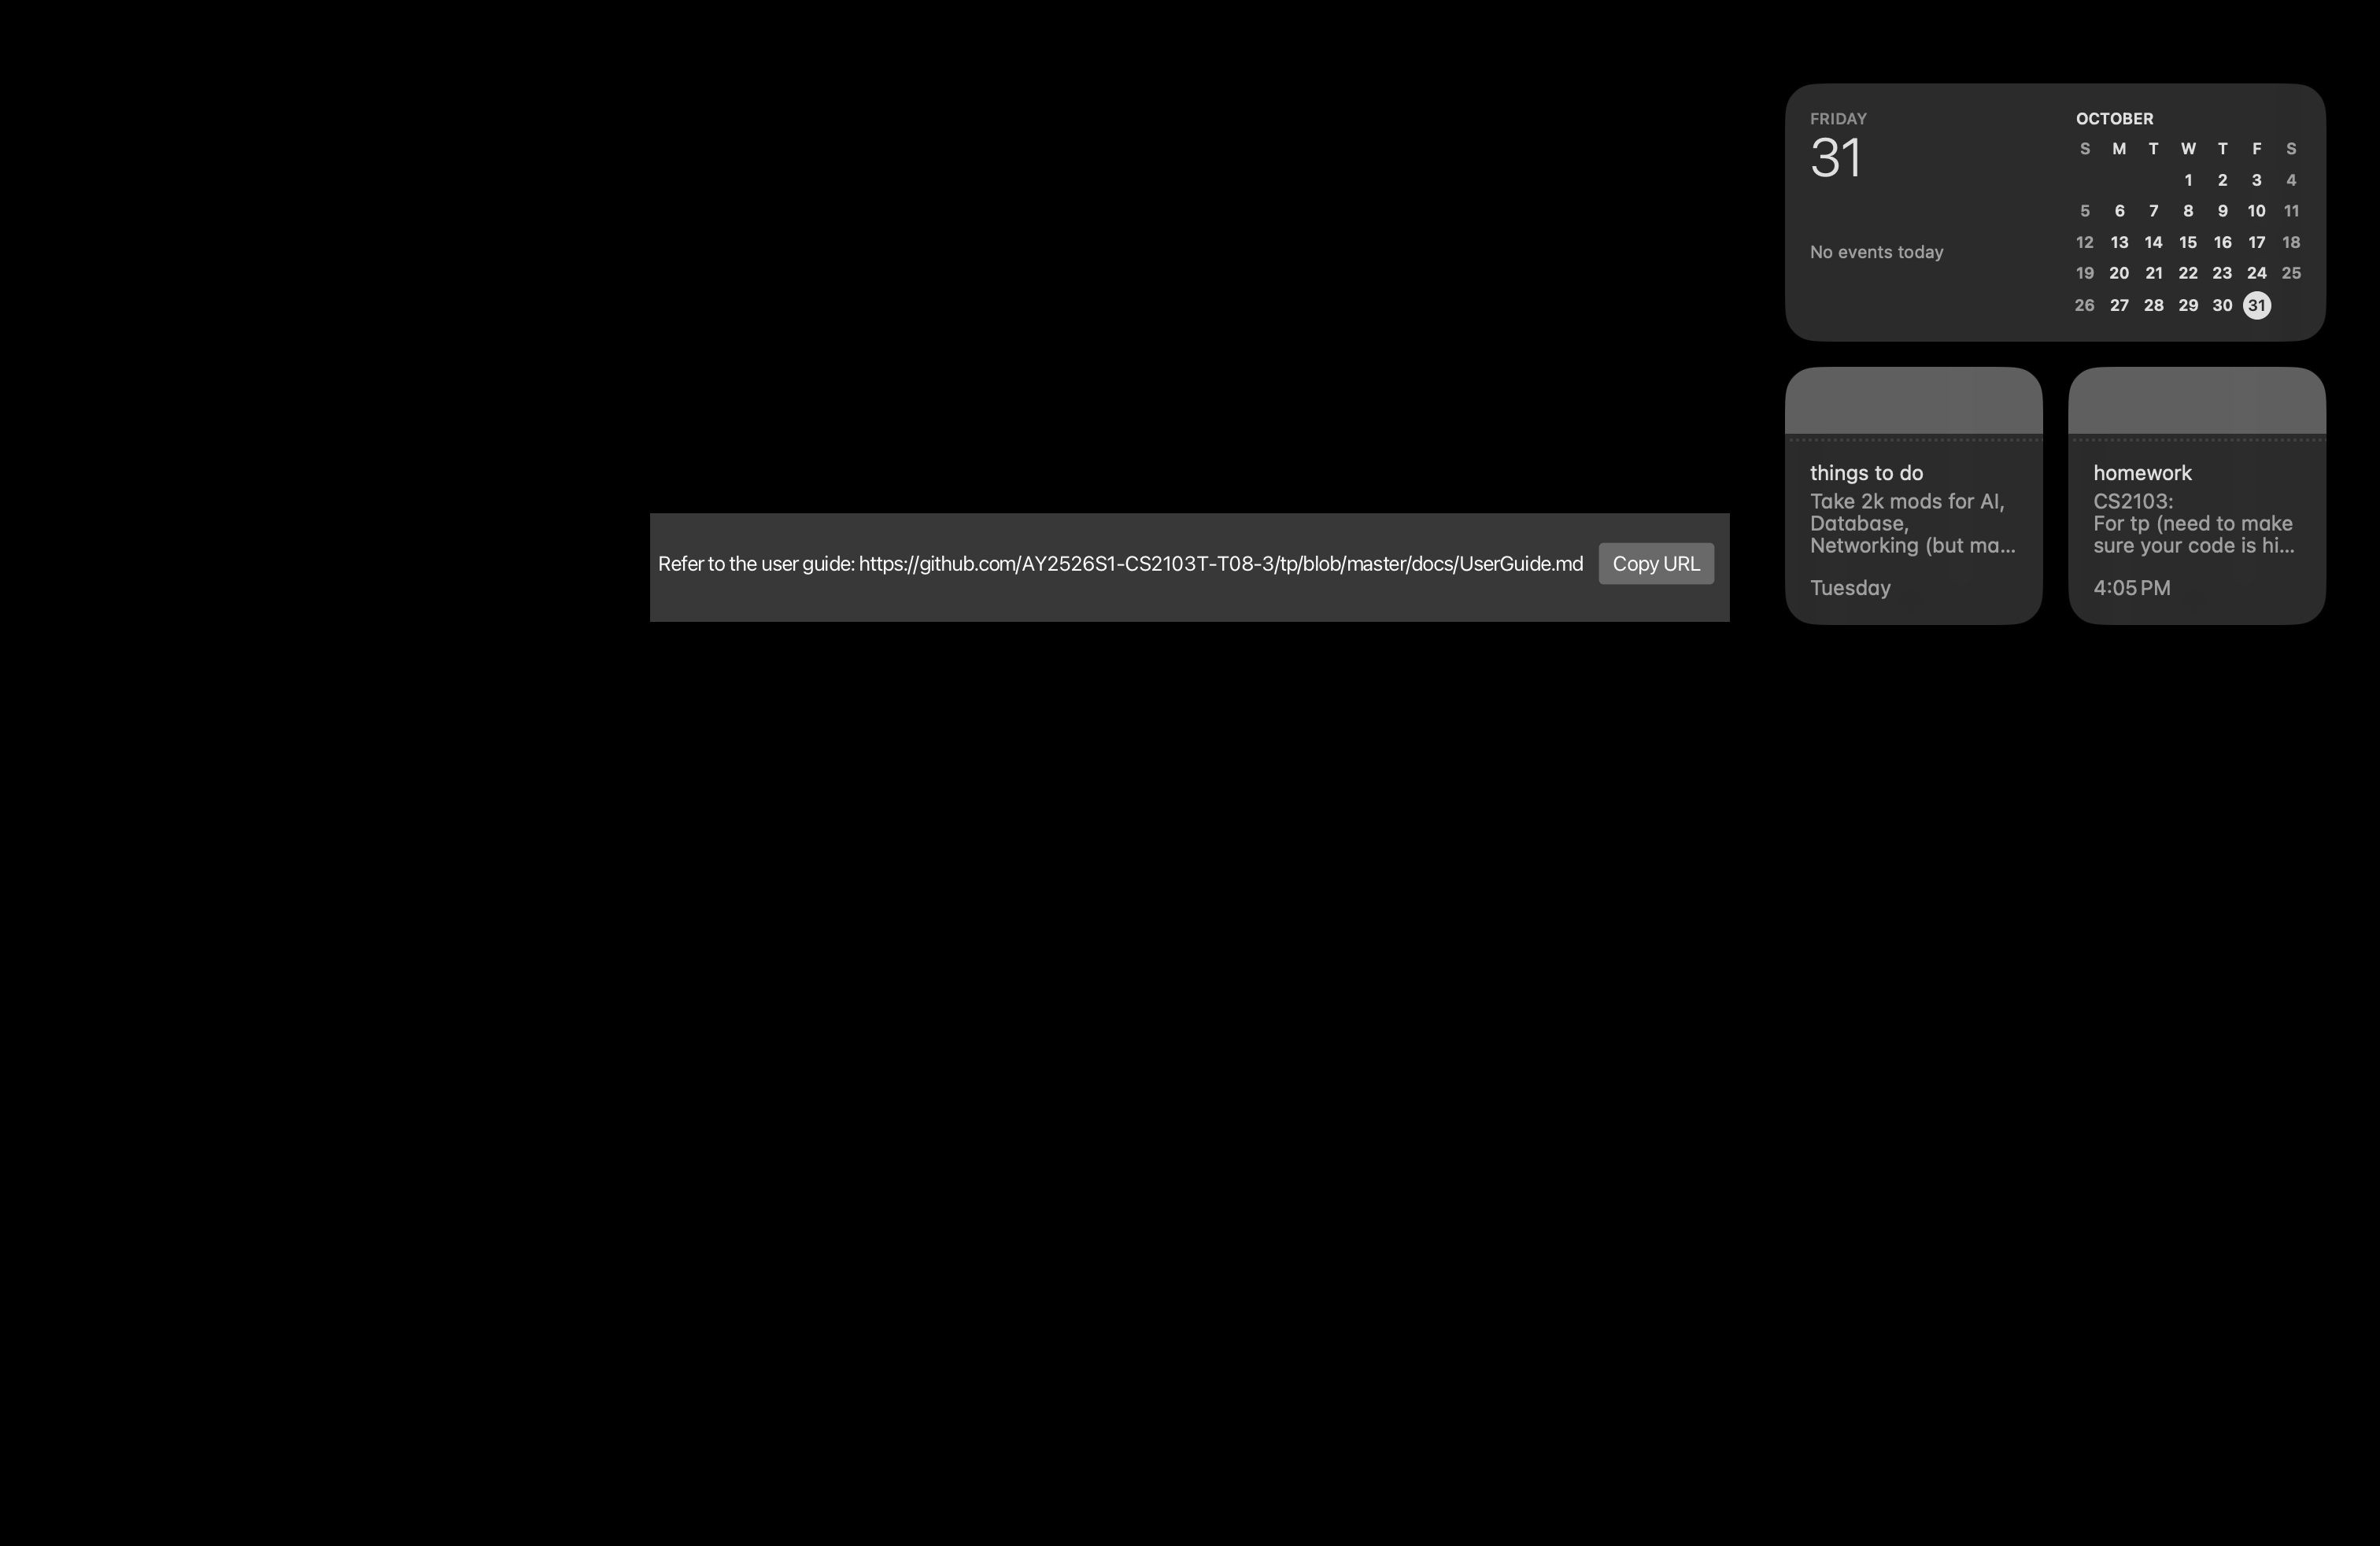 FRIDAY
31
No events today
OCTOBER
S M T W T F S
1 2 3 4
5 6 7 8 9 10 11
12 13 14 15 16 17 18
19 20 21 22 23 24 25
26 27 28 29 30 31
Refer to the user guide: https://github.com/AY2526S1-CS2103T-T08-3/tp/blob/master/docs/UserGuide.md Copy URL
things to do
Take 2k mods for AI,
Database,
Networking (but ma...
Tuesday
homework
CS2103:
For tp (need to make
sure your code is hi...
4:05 PM